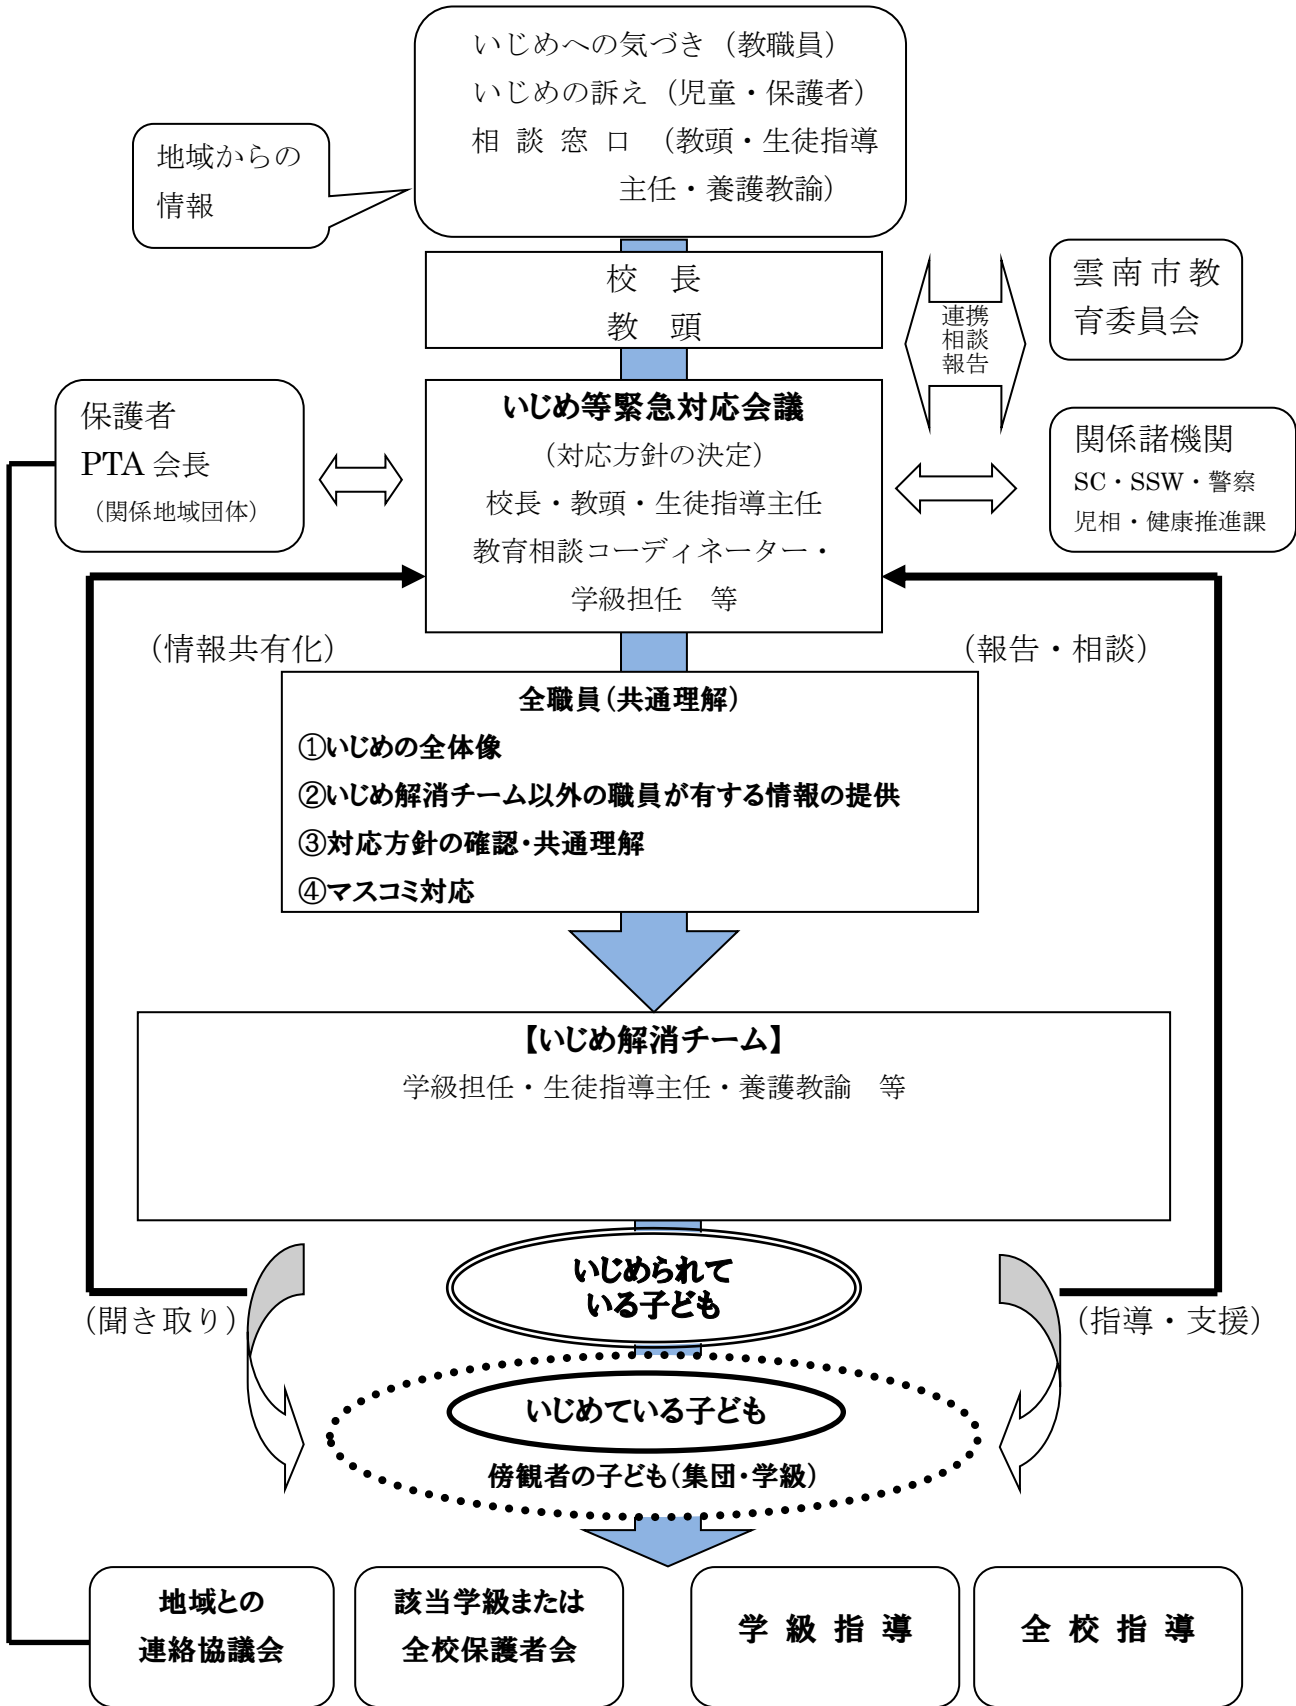 いじめへの気づき（教職員）
いじめの訴え（児童・保護者）
相 談 窓 口 （教頭・生徒指導
主任・養護教諭）
地域からの
情報
校　長
教　頭
連携
相談
報告
雲南市教
育委員会
保護者
PTA 会長
（関係地域団体）
いじめ等緊急対応会議
（対応方針の決定）
校長・教頭・生徒指導主任
教育相談コーディネーター・
学級担任　等
関係諸機関
SC・SSW・警察
児相・健康推進課
（情報共有化）
（報告・相談）
全職員（共通理解）
①いじめの全体像
②いじめ解消チーム以外の職員が有する情報の提供
③対応方針の確認・共通理解
④マスコミ対応
【いじめ解消チーム】
学級担任・生徒指導主任・養護教諭　等
いじめられて
いる子ども
（聞き取り）
（指導・支援）
いじめている子ども
傍観者の子ども（集団・学級）
地域との
連絡協議会
該当学級または
全校保護者会
学 級 指 導
全 校 指 導